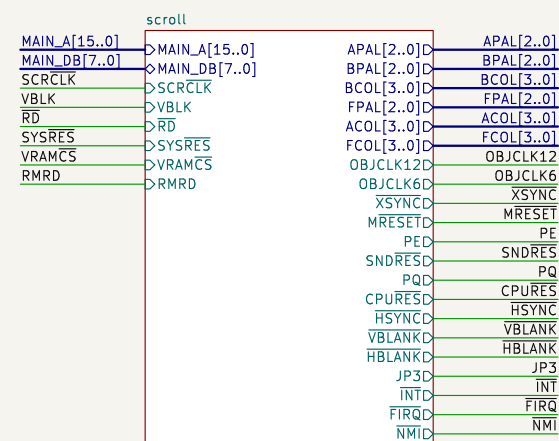 scroll
MAIN_A[15..0]
MAIN_DB[7..0]
SCRCLK
VBLK
RD
SYSRES
VRAMCS
RMRD
MAIN_A[15..0]
MAIN_DB[7..0]
SCRCLK
VBLK
RD
SYSRES
VRAMCS
RMRD
APAL[2..0]
BPAL[2..0]
BCOL[3..0]
FPAL[2..0]
ACOL[3..0]
FCOL[3..0]
OBJCLK12
OBJCLK6
XSYNC
MRESET
PE
SNDRES
PQ
CPURES
HSYNC
VBLANK
HBLANK
JP3
INT
FIRQ
NMI
APAL[2..0]
BPAL[2..0]
BCOL[3..0]
FPAL[2..0]
ACOL[3..0]
FCOL[3..0]
OBJCLK12
OBJCLK6
XSYNC
MRESET
PE
SNDRES
PQ
CPURES
HSYNC
VBLANK
HBLANK
JP3
INT
FIRQ
NMI